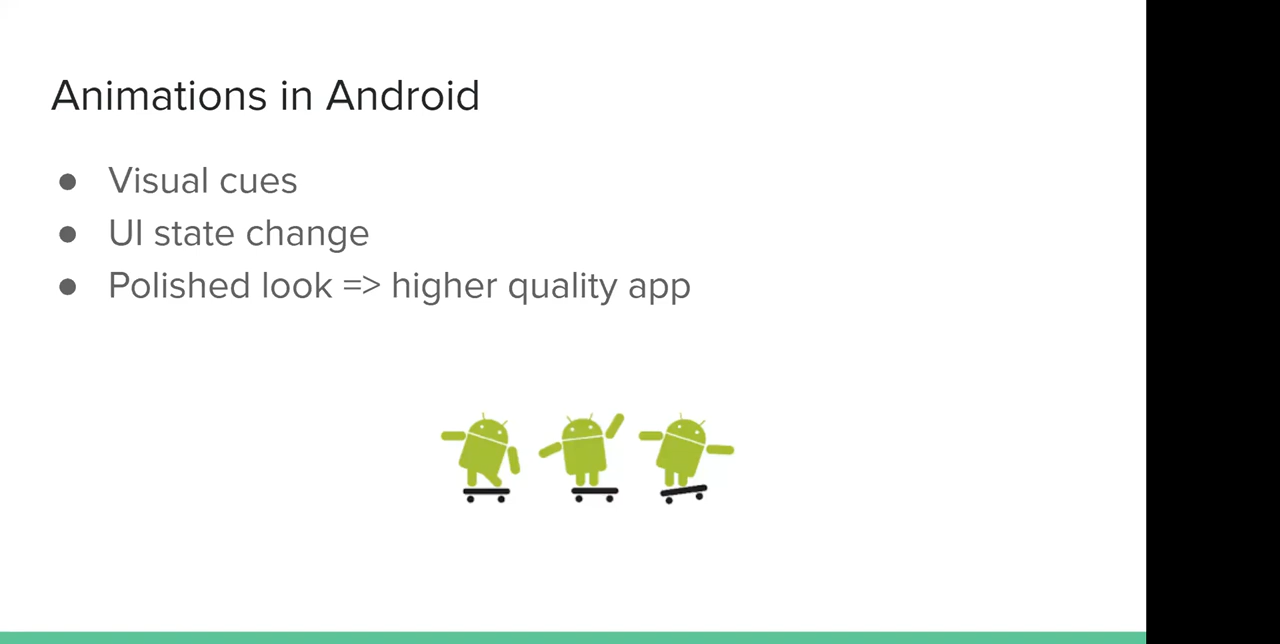 Animations in Android
● Visual cues
● UI state change
● Polished look => higher quality app